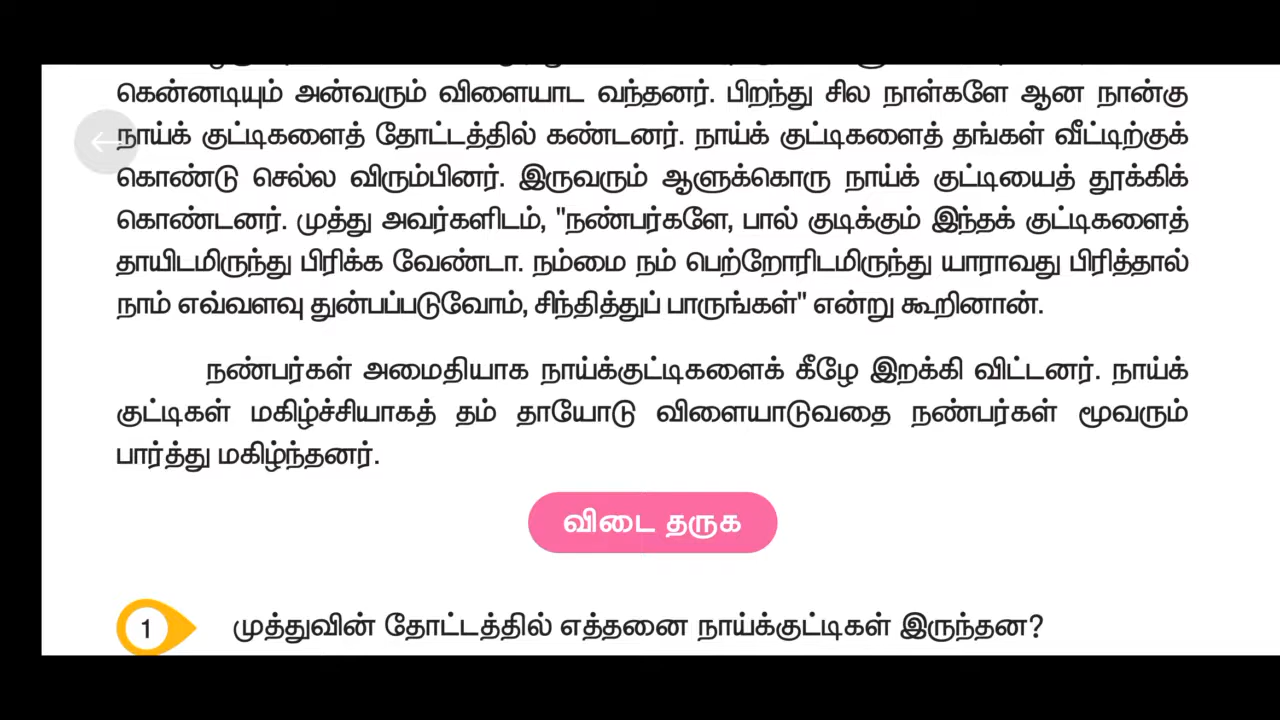 கென்னடியும் அன்வரும் விளையாட வந்தனர். பிறந்து சில நாள்களே ஆன நான்கு
நாய்க் குட்டிகளைத் தோட்டத்தில் கண்டனர். நாய்க் குட்டிகளைத் தங்கள் வீட்டிற்குக்
கொண்டு செல்ல விரும்பினர். இருவரும் ஆளுக்கொரு நாய்க் குட்டியைத் தூக்கிக்
கொண்டனர். முத்து அவர்களிடம், "நண்பர்களே, பால் குடிக்கும் இந்தக் குட்டிகளைத்
தாயிடமிருந்து பிரிக்க வேண்டா. நம்மை நம் பெற்றோரிடமிருந்து யாராவது பிரித்தால்
நாம் எவ்வளவு துன்பப்படுவோம், சிந்தித்துப் பாருங்கள்" என்று கூறினான்.
நண்பர்கள் அமைதியாக நாய்க்குட்டிகளைக் கீழே இறக்கி விட்டனர். நாய்க்
குட்டிகள் மகிழ்ச்சியாகத் தம் தாயோடு விளையாடுவதை நண்பர்கள் மூவரும்
பார்த்து மகிழ்ந்தனர்.
விடை தருக
1 முத்துவின் தோட்டத்தில் எத்தனை நாய்க்குட்டிகள் இருந்தன?